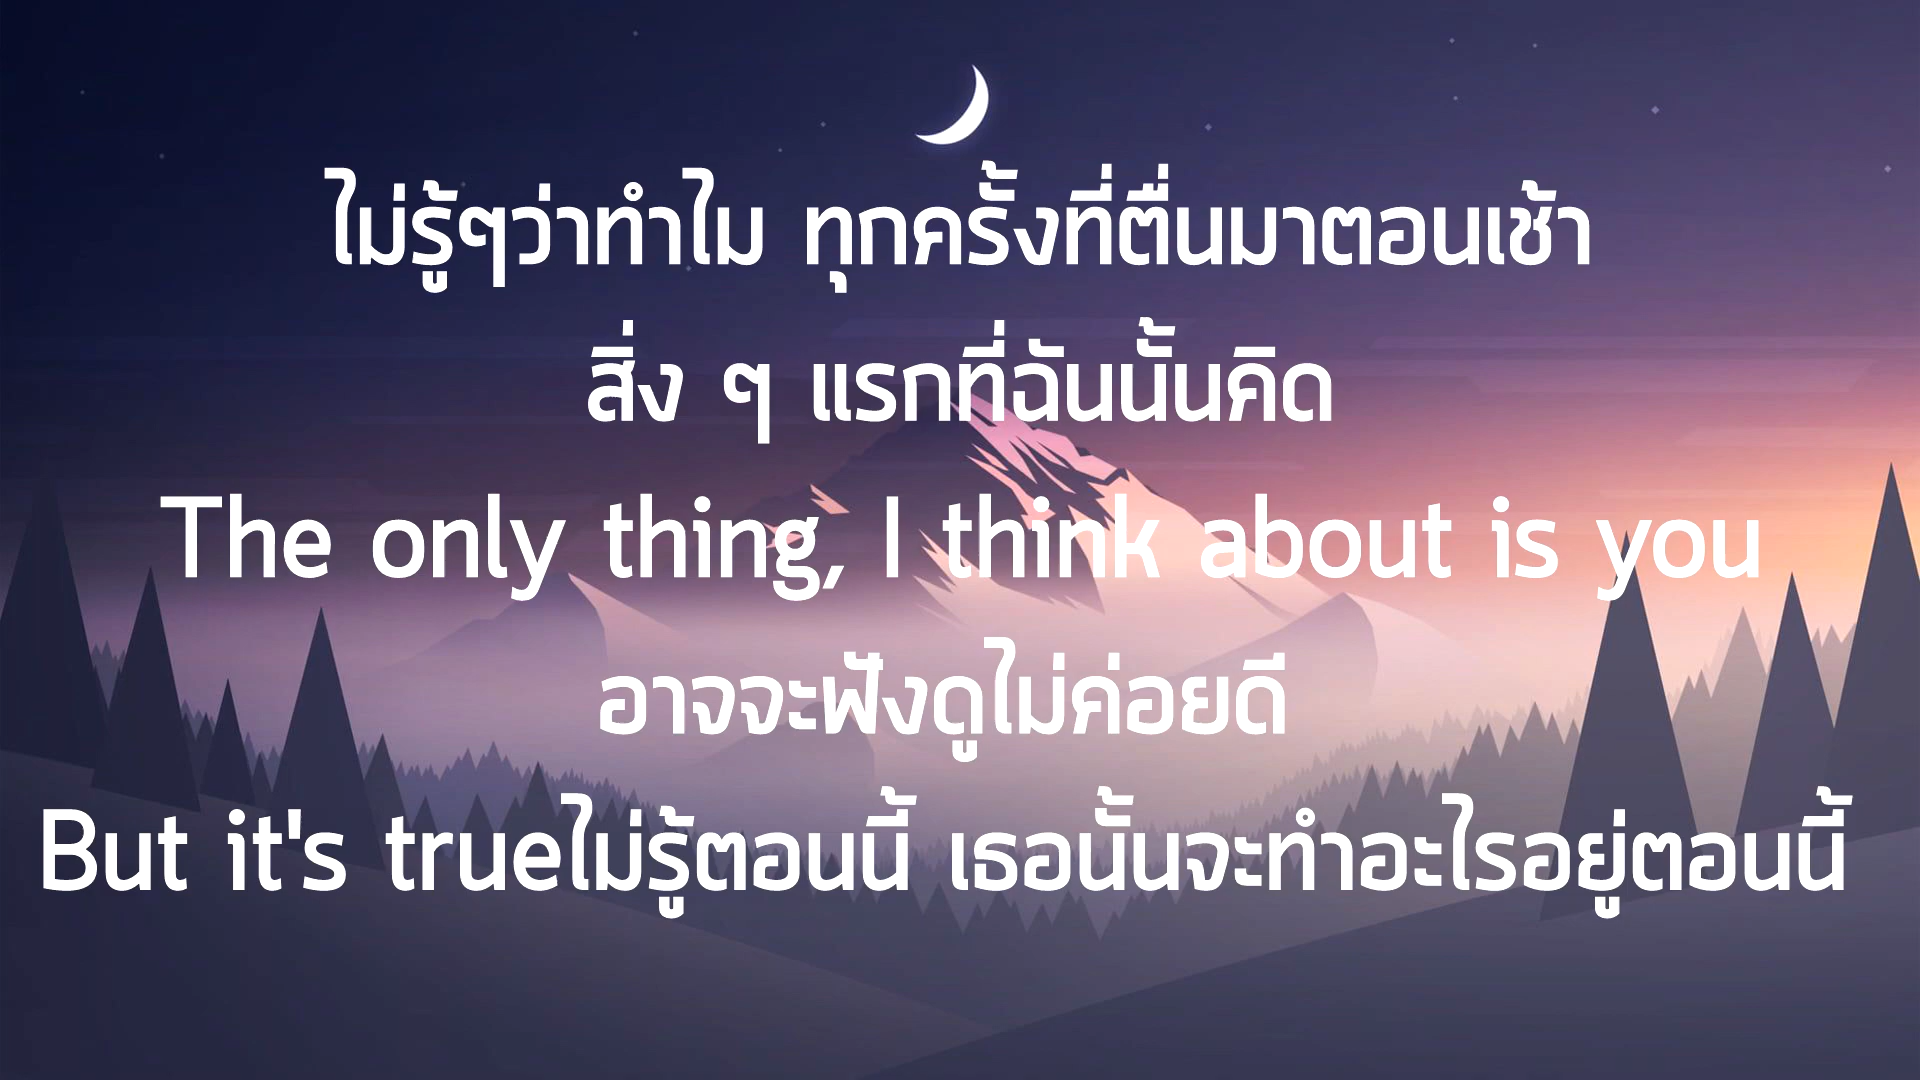 ไม่รู้ๆว่าทำไม ทุกครั้งที่ตื่นมาตอนเช้า
สิ่ง ๆ แรกที่ฉันนั้นคิด
The only thing, I think about is you
อาจจะฟังดูไม่ค่อยดี
But it's trueไม่รู้ตอนนี้ เธอนั้นจะทำอะไรอยู่ตอนนี้